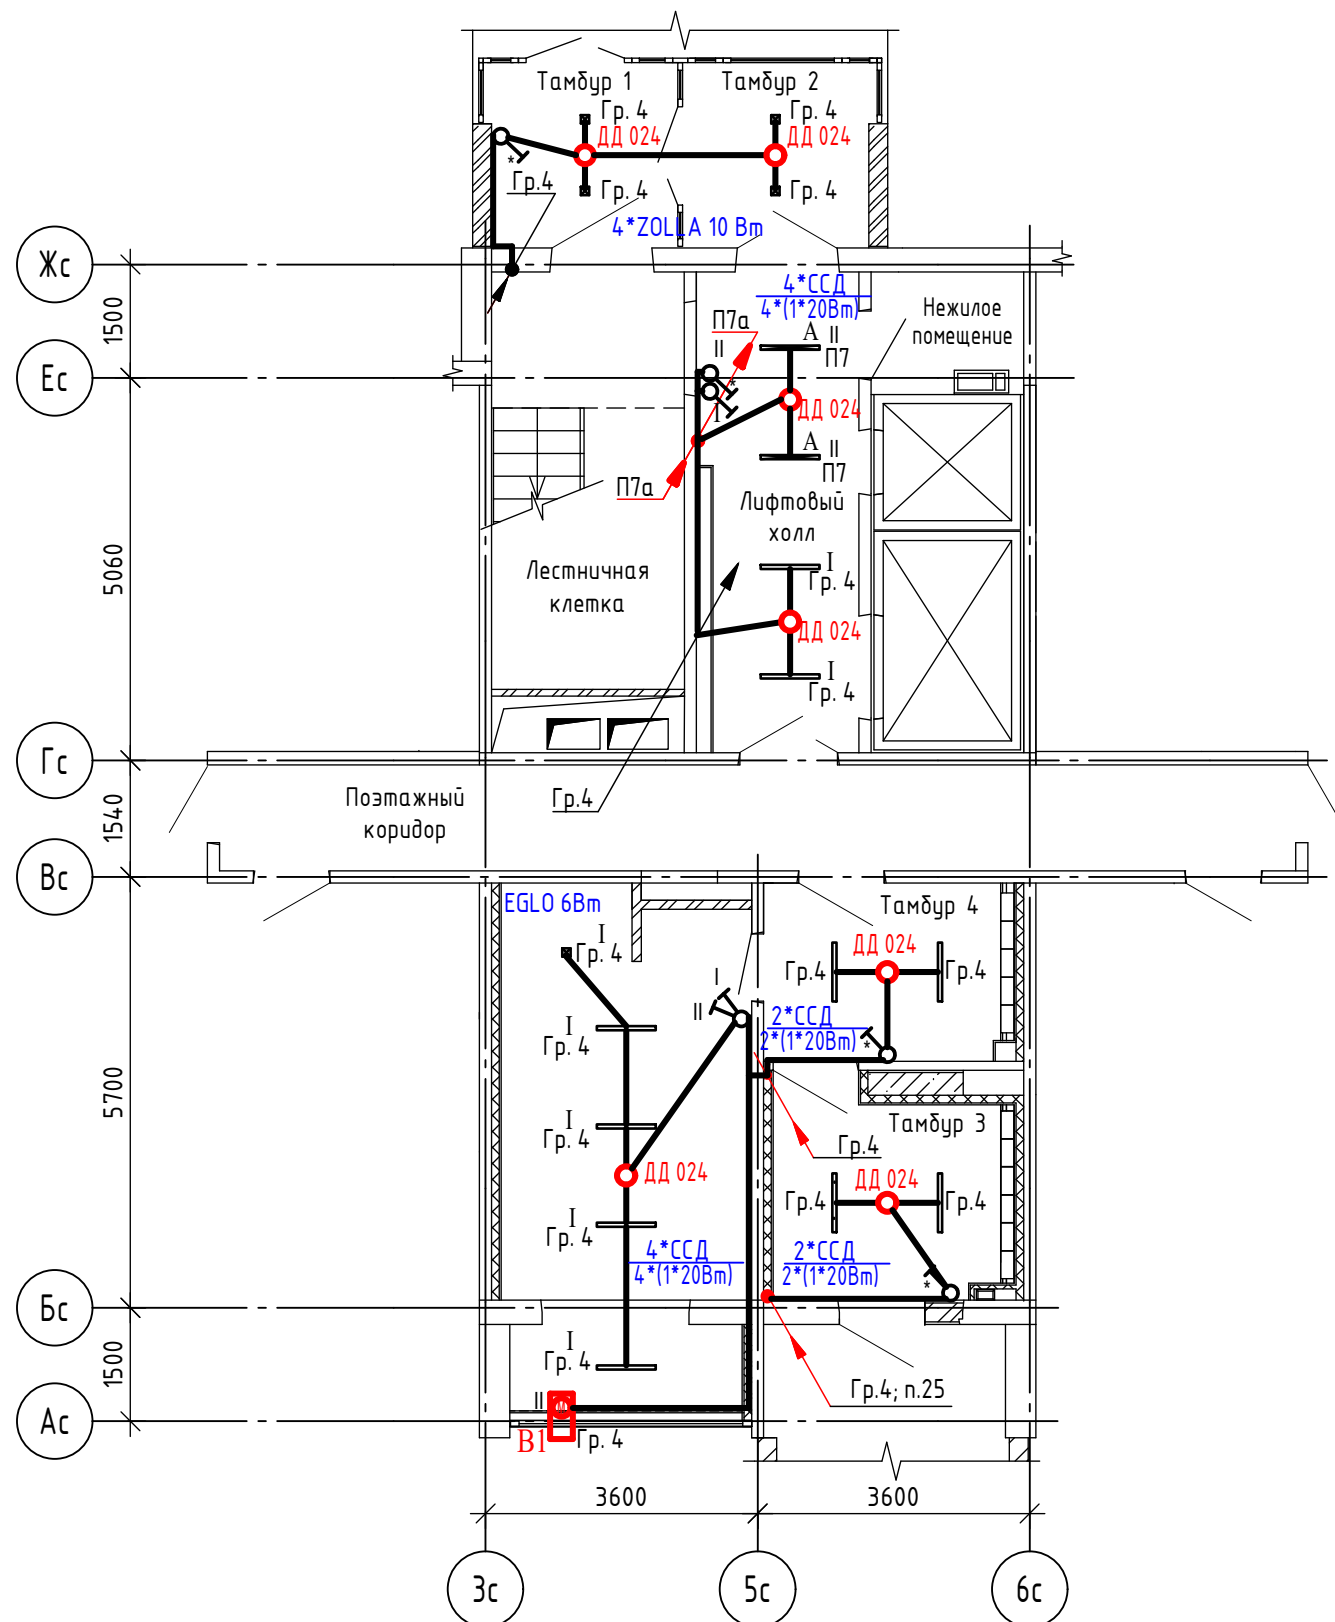 Тамбур 1
Тамбур 2
Гр. 4
Гр. 4
ДД 024
ДД 024
*
Гр.4
Гр. 4
Гр. 4
4*ZOLLA 10 Вт
Жс
4*ССД
4*(1*20Вт)
Нежилое
помещение
1500
П7а
II
А II
П7
Ес
*
I
ДД 024
А II
П7
П7а
Лифтовый
холл
5060
Лестничная
клетка
I
Гр. 4
ДД 024
I
Гр. 4
Гс
Поэтажный
коридор
Гр.4
1540
Вс
EGLO 6Вт
Тамбур 4
I
Гр. 4
ДД 024
Гр.4
Гр.4
I
II
2*ССД
2*(1*20Вт)
*
I
Гр. 4
5700
I
Гр. 4
Тамбур 3
Гр.4
ДД 024
ДД 024
Гр.4
Гр.4
I
Гр. 4
4*ССД
4*(1*20Вт)
2*ССД
2*(1*20Вт)
*
Бс
I
Гр. 4
1500
Гр.4; п.25
II
М
Ас
В1
Гр. 4
3600
3600
3с
5с
6с